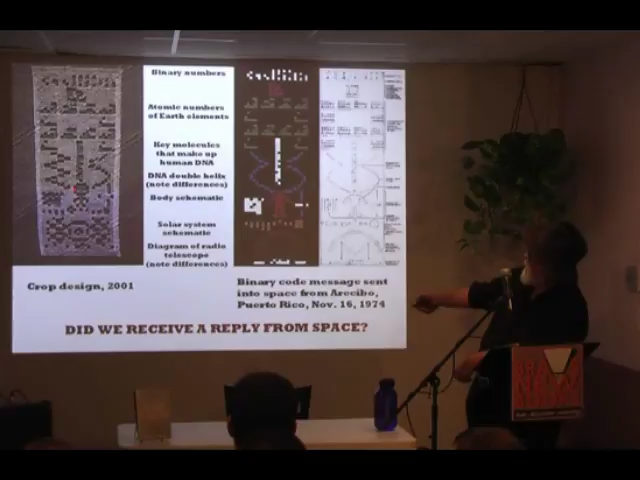 Binary numbers
Atomic numbers
of Earth elements
Key molecules
that make up
human DNA
DNA double helix
(note differences)
Body schematic
Solar system
schematic
Diagram of radio
telescope
(note differences)
Crop design, 2001
Binary code message sent
into space from Arecibo,
Puerto Rico, Nov. 16, 1974
DID WE RECEIVE A REPLY FROM SPACE?